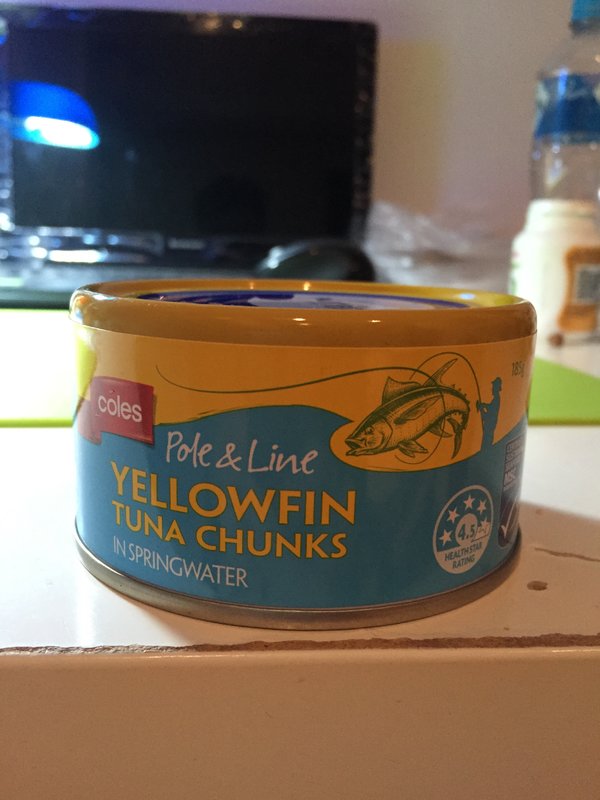 185g
coles
Pole & Line
YELLOWFIN
TUNA CHUNKS
IN SPRINGWATER
4.5
HEALTH STAR
RATING